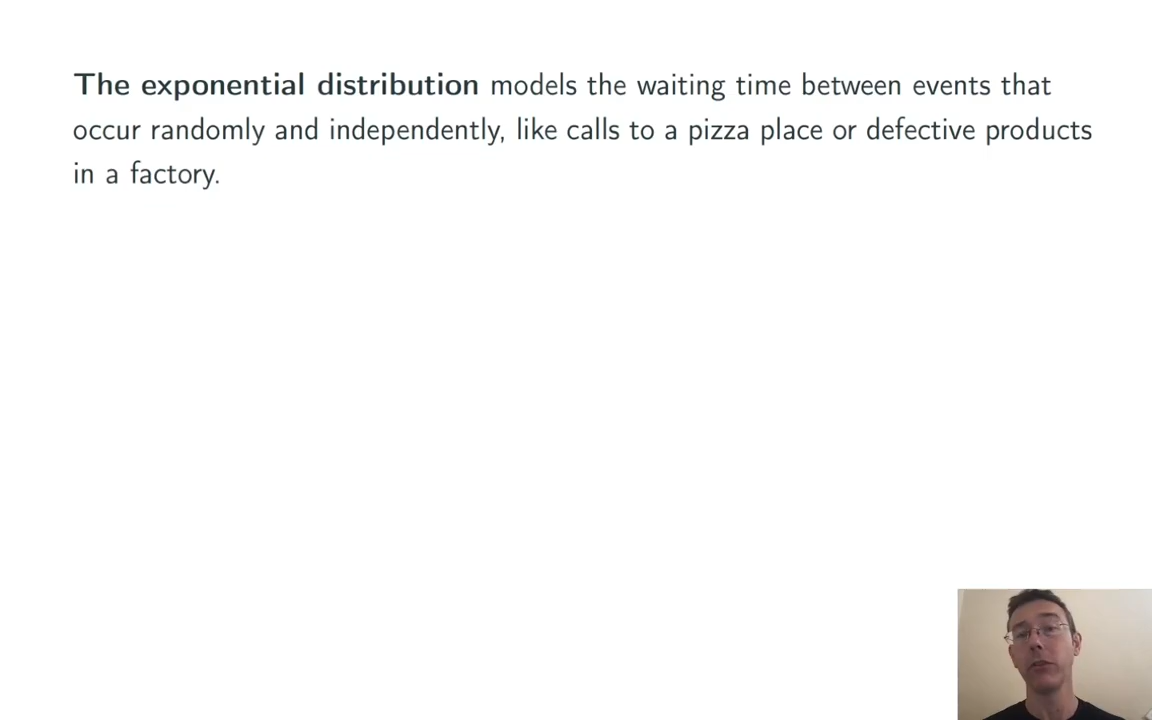 The exponential distribution models the waiting time between events that
occur randomly and independently, like calls to a pizza place or defective products
in a factory.